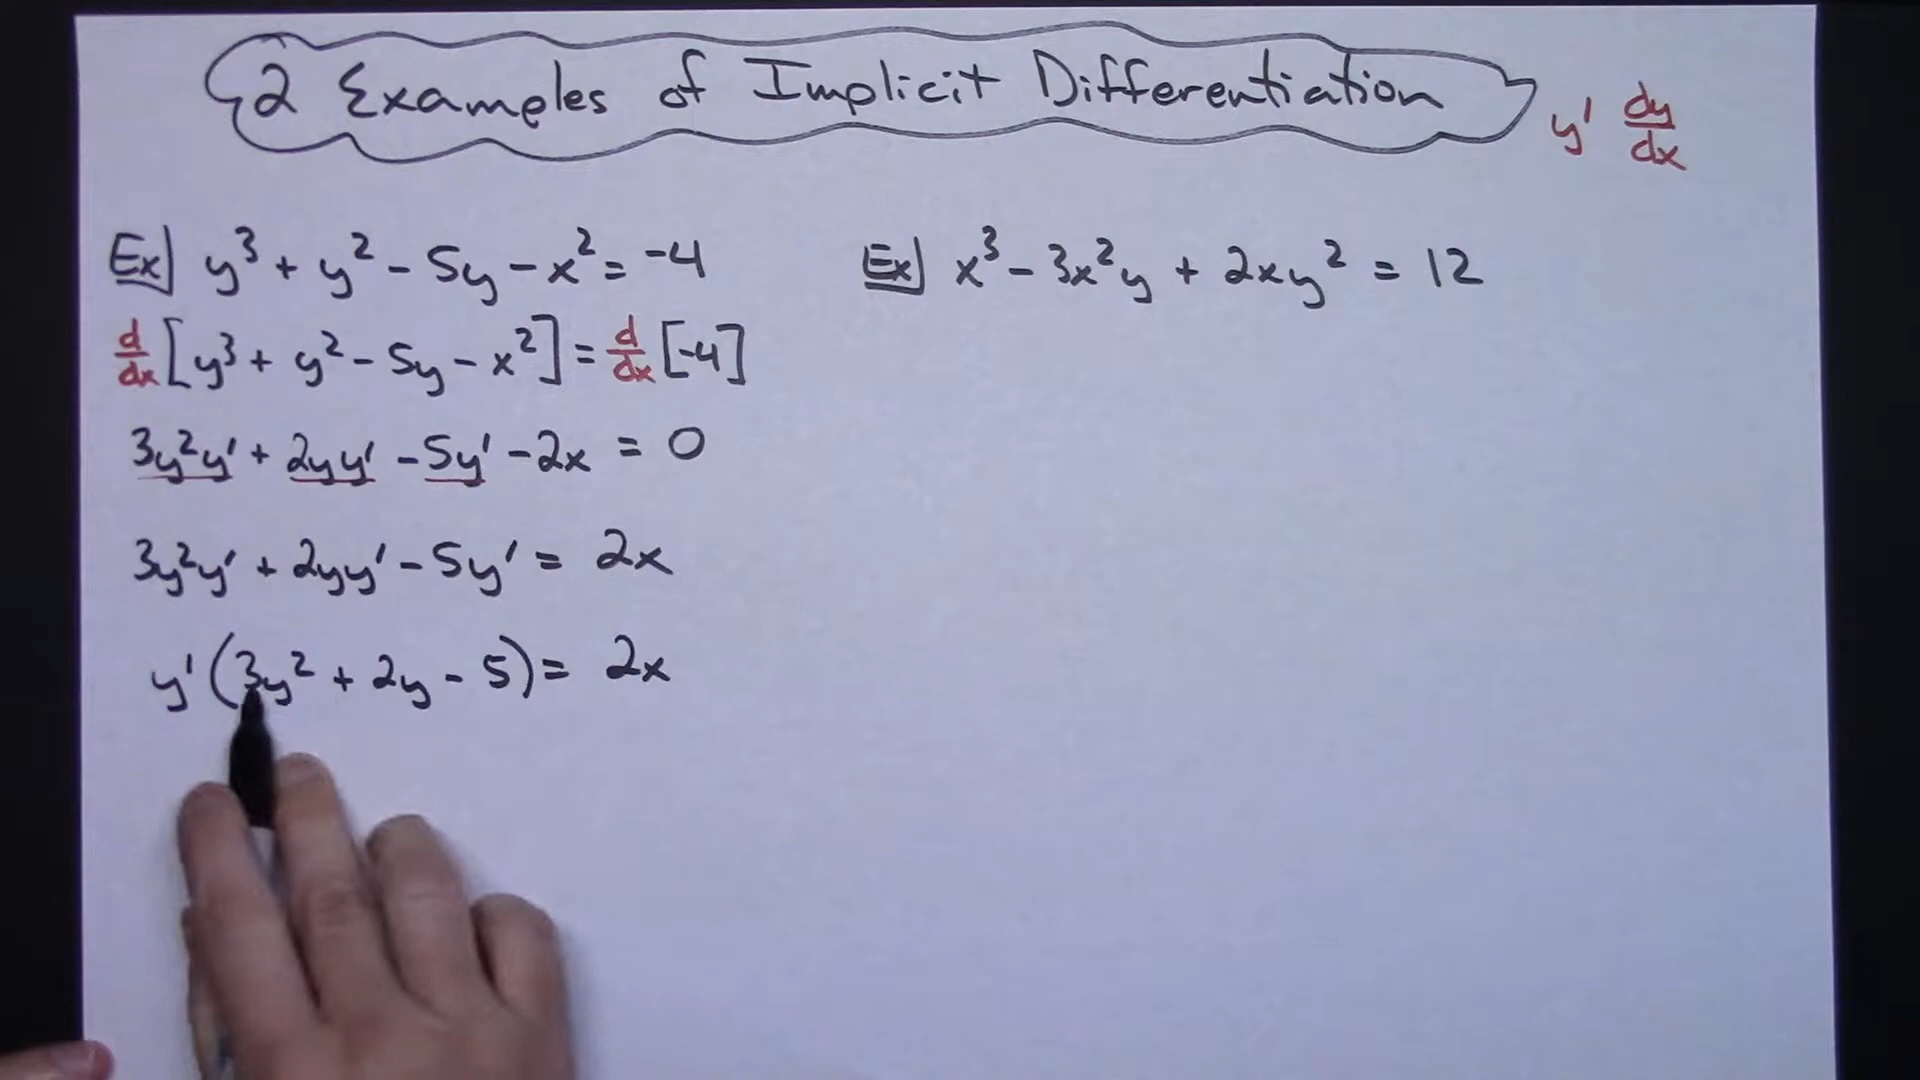 2 Examples of Implicit Differentiation
y' dy/dx
Ex] y³ + y² - 5y - x² = -4
d/dx [y³ + y² - 5y - x²] = d/dx [-4]
3y²y' + 2yy' - 5y' - 2x = 0
3y²y' + 2yy' - 5y' = 2x
y'(3y² + 2y - 5) = 2x
Ex] x³ - 3x²y + 2xy² = 12